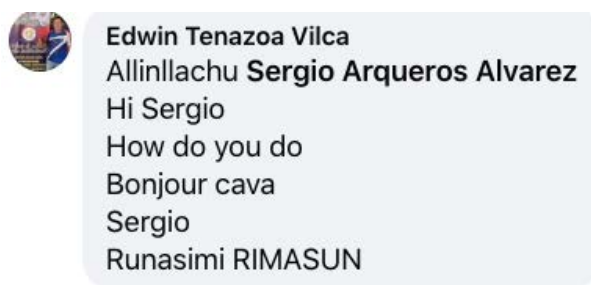 Edwin Tenazoa Vilca
Allinllachu Sergio Arqueros Alvarez
Hi Sergio
How do you do
Bonjour cava
Sergio
Runasimi RIMASUN